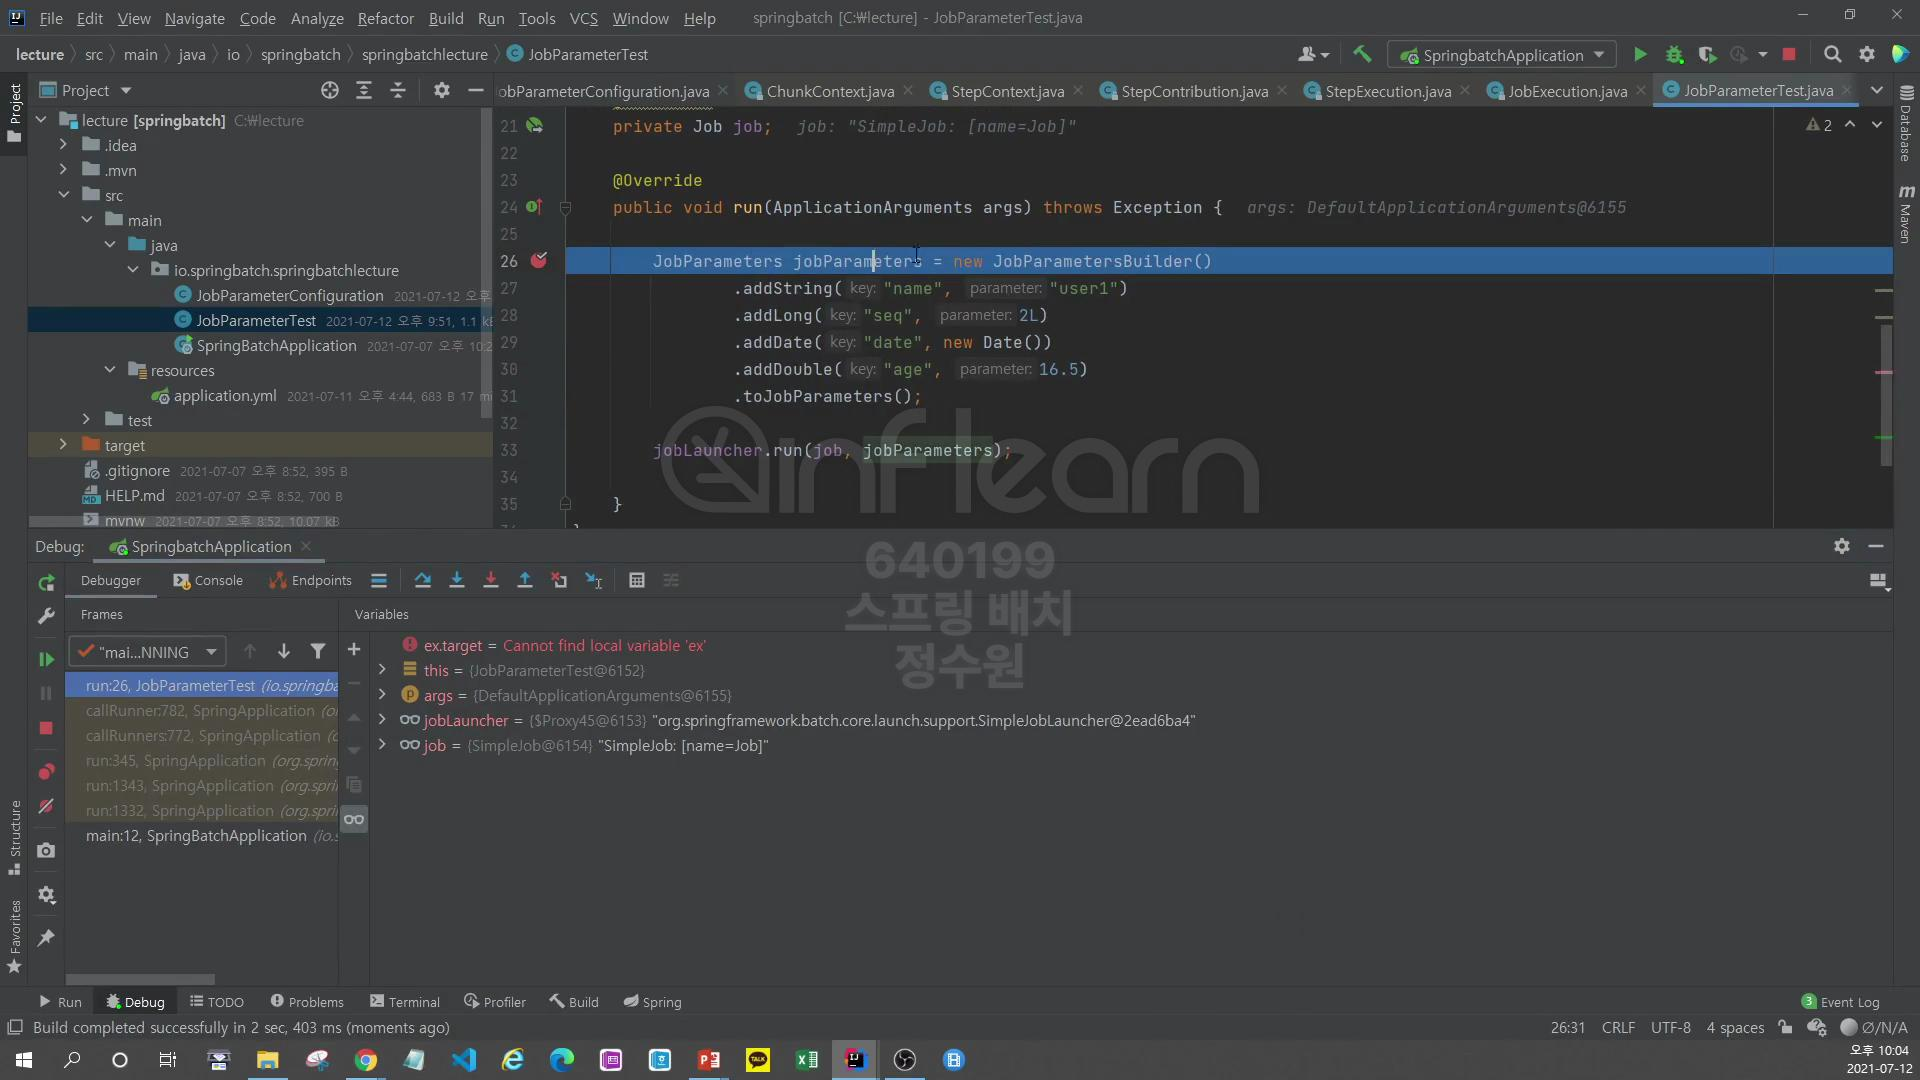 File Edit View Navigate Code Analyze Refactor Build Run Tools VCS Window Help springbatch [C:\lecture] - JobParameterTest.java
lecture src main java io springbatch springbatchlecture JobParameterTest SpringbatchApplication
Project
obParameterConfiguration.java ChunkContext.java StepContext.java StepContribution.java StepExecution.java JobExecution.java JobParameterTest.java
Project
Database
Maven
lecture [springbatch] C:\lecture
.idea
.mvn
src
main
java
io.springbatch.springbatchlecture
JobParameterConfiguration 2021-07-12 오후 9
JobParameterTest 2021-07-12 오후 9:51, 1.1 kE
SpringBatchApplication 2021-07-07 오후 10:2
resources
application.yml 2021-07-11 오후 4:44, 683 B 17 mi
test
target
.gitignore 2021-07-07 오후 8:52, 395 B
HELP.md 2021-07-07 오후 8:52, 700 B
mvnw 2021-07-07 오후 8:52, 10.07 kB
21 private Job job; job: "SimpleJob: [name=Job]" 2
22
23 @Override
24 public void run(ApplicationArguments args) throws Exception { args: DefaultApplicationArguments@6155
25
26 JobParameters jobParameters = new JobParametersBuilder()
27 .addString( key: "name", parameter: "user1")
28 .addLong( key: "seq", parameter: 2L)
29 .addDate( key: "date", new Date())
30 .addDouble( key: "age", parameter: 16.5)
31 .toJobParameters();
32
33 jobLauncher.run(job, jobParameters);
34
35 }
inflearn
640199
스프링 배치
정수원
Debug: SpringbatchApplication
Debugger Console Endpoints
Frames Variables
"mai...NNING
run:26, JobParameterTest (io.springba
callRunner:782, SpringApplication (or
callRunners:772, SpringApplication (o
run:345, SpringApplication (org.spring
run:1343, SpringApplication (org.spri
run:1332, SpringApplication (org.spri
main:12, SpringBatchApplication (io.s
ex.target = Cannot find local variable 'ex'
this = {JobParameterTest@6152}
args = {DefaultApplicationArguments@6155}
jobLauncher = {$Proxy45@6153} "org.springframework.batch.core.launch.support.SimpleJobLauncher@2ead6ba4"
job = {SimpleJob@6154} "SimpleJob: [name=Job]"
Structure
Favorites
Run Debug TODO Problems Terminal Profiler Build Spring 3 Event Log
Build completed successfully in 2 sec, 403 ms (moments ago) 26:31 CRLF UTF-8 4 spaces Ø/N/A
오후 10:04
2021-07-12